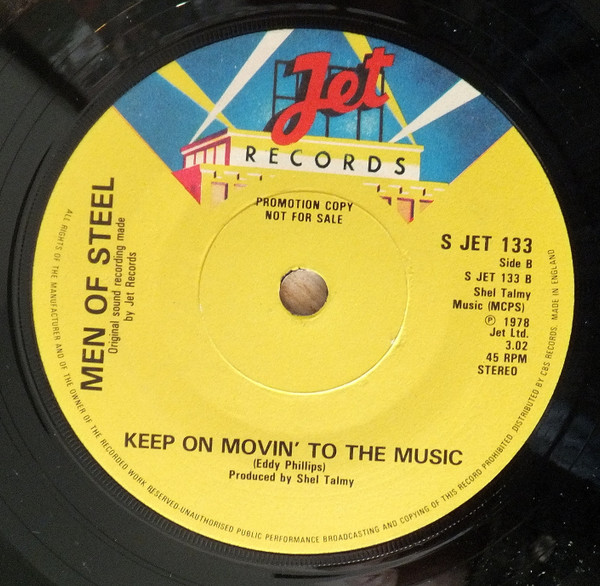 Jet
RECORDS
PROMOTION COPY
NOT FOR SALE
MEN OF STEEL
Original sound recording made
by Jet Records
S JET 133
Side B
S JET 133 B
Shel Talmy
Music (MCPS)
Ⓟ 1978
Jet Ltd.
3.02
45 RPM
STEREO
KEEP ON MOVIN' TO THE MUSIC
(Eddy Phillips)
Produced by Shel Talmy
ALL RIGHTS OF THE MANUFACTURER AND OF THE OWNER OF THE RECORDED WORK RESERVED-UNAUTHORISED PUBLIC PERFORMANCE BROADCASTING AND COPYING OF THIS RECORD PROHIBITED. DISTRIBUTED BY CBS RECORDS. MADE IN ENGLAND